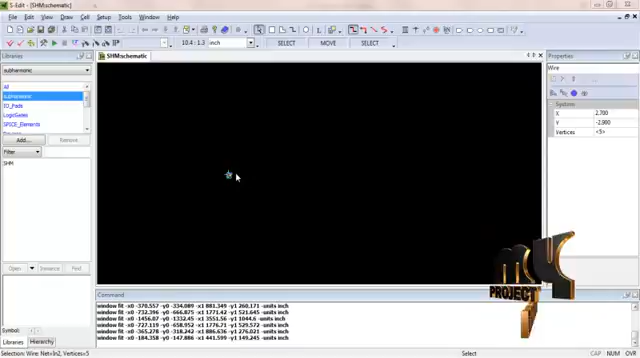 S-Edit - [SHM:schematic]
File Edit View Draw Cell Setup Tools Window Help
10.4 : 1.3 inch SELECT MOVE SELECT
Libraries
subharmonic
All
subharmonic
IO_Pads
LogicGates
SPICE_Elements
Add... Remove
Filter
SHM
Open Instance Find
Symbol:
Libraries Hierarchy
SHM:schematic
Properties
Wire
System
X 2.700
Y -2.900
Vertices <5>
Command
window fit -x0 -370.557 -y0 -334.089 -x1 881.349 -y1 260.171 -units inch
window fit -x0 -732.396 -y0 -666.875 -x1 1771.42 -y1 521.645 -units inch
window fit -x0 -1456.07 -y0 -1332.45 -x1 3551.56 -y1 1044.6 -units inch
window fit -x0 -727.119 -y0 -658.952 -x1 1776.71 -y1 529.572 -units inch
window fit -x0 -365.278 -y0 -318.242 -x1 886.636 -y1 276.021 -units inch
window fit -x0 -184.358 -y0 -147.886 -x1 441.599 -y1 149.245 -units inch
PROJECT
Selection: Wire: Net=In2, Vertices=5 Select CAP NUM OVR